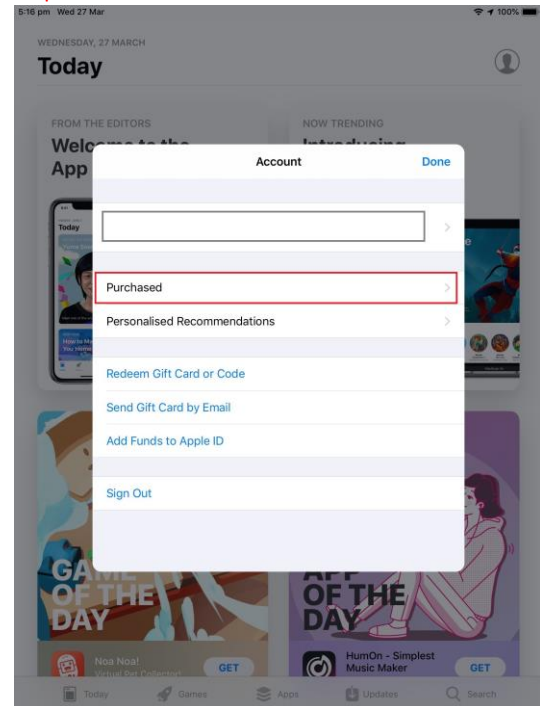 5:16 pm Wed 27 Mar
100%
WEDNESDAY, 27 MARCH
Today
FROM THE EDITORS
NOW TRENDING
App
Account
Done
Today
Purchased
Personalised Recommendations
Redeem Gift Card or Code
Send Gift Card by Email
Add Funds to Apple ID
Sign Out
GAME
OF THE
DAY
APP
OF THE
DAY
Noa Noa!
GET
HumOn - Simplest
Music Maker
GET
Today
Games
Apps
Updates
Search